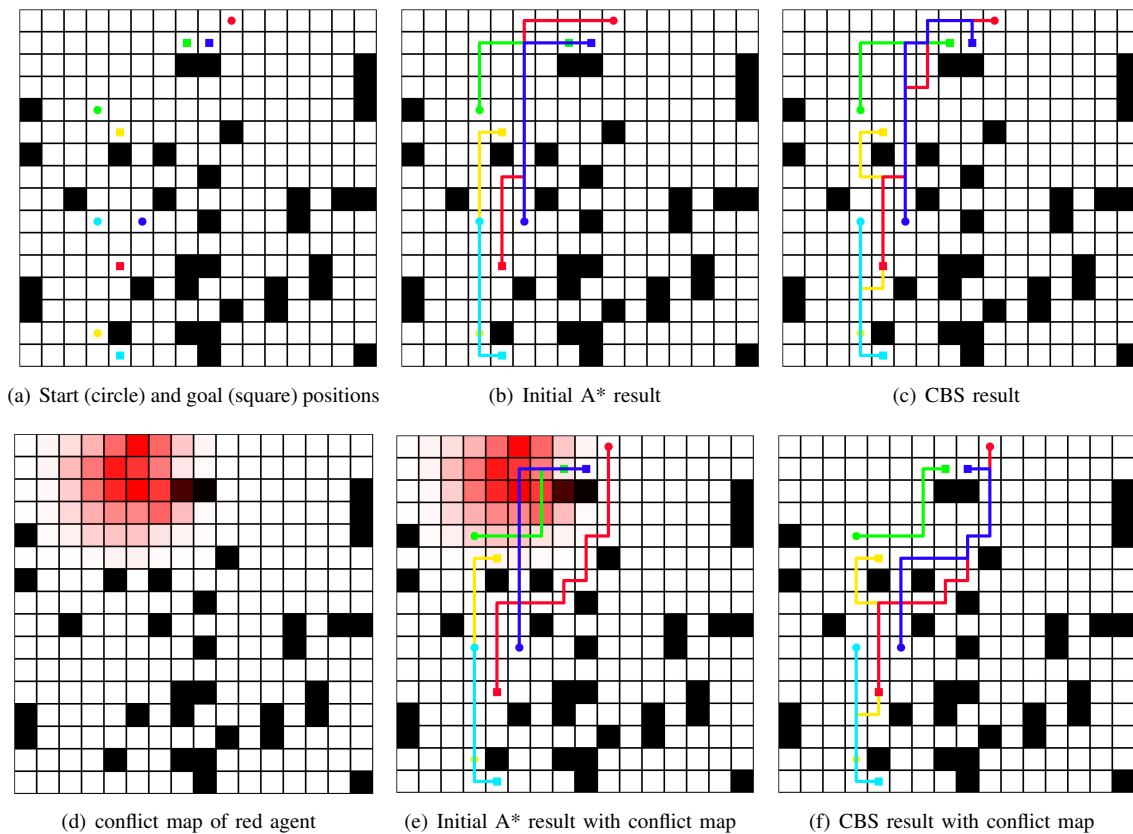 (a) Start (circle) and goal (square) positions
(b) Initial A* result
(c) CBS result
(d) conflict map of red agent
(e) Initial A* result with conflict map
(f) CBS result with conflict map